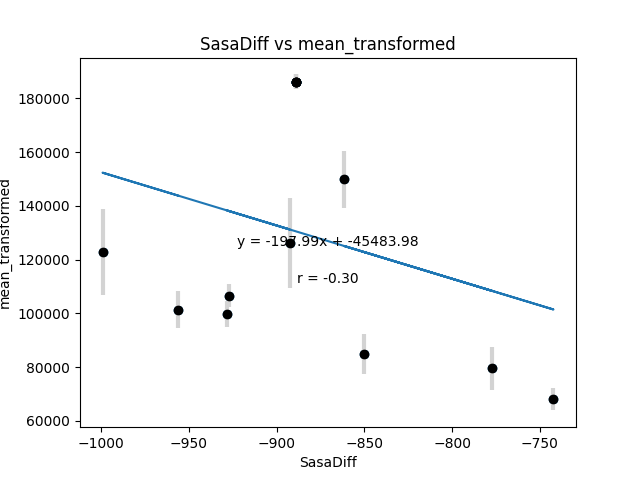 SasaDiff vs mean_transformed
180000
160000
140000
120000
100000
80000
60000
mean_transformed
y = -197.99x + -45483.98
r = -0.30
−1000
−950
−900
−850
−800
−750
SasaDiff